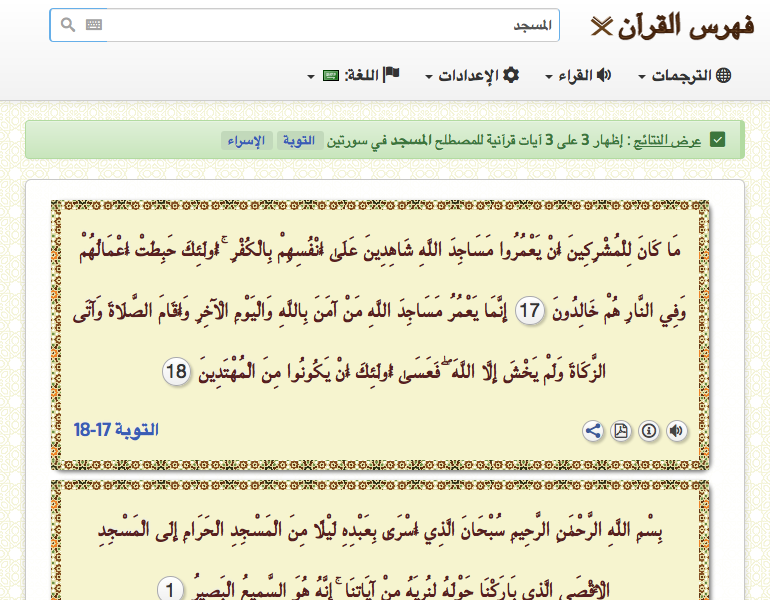 فهرس القرآن
المسجد
الترجمات
القراء
الإعدادات
اللغة:
عرض النتائج : إظهار 3 على 3 آيات قرآنية للمصطلح المسجد في سورتين التوبة الإسراء
مَا كَانَ لِلْمُشْرِكِينَ أَنْ يَعْمُرُوا مَسَاجِدَ اللَّهِ شَاهِدِينَ عَلَىٰ أَنْفُسِهِمْ بِالْكُفْرِ ۚ أُولَٰئِكَ حَبِطَتْ أَعْمَالُهُمْ
وَفِي النَّارِ هُمْ خَالِدُونَ 17 إِنَّمَا يَعْمُرُ مَسَاجِدَ اللَّهِ مَنْ آمَنَ بِاللَّهِ وَالْيَوْمِ الْآخِرِ وَأَقَامَ الصَّلَاةَ وَآتَى
الزَّكَاةَ وَلَمْ يَخْشَ إِلَّا اللَّهَ ۖ فَعَسَىٰ أُولَٰئِكَ أَنْ يَكُونُوا مِنَ الْمُهْتَدِينَ 18
التوبة 17-18
بِسْمِ اللَّهِ الرَّحْمَٰنِ الرَّحِيمِ سُبْحَانَ الَّذِي أَسْرَىٰ بِعَبْدِهِ لَيْلًا مِنَ الْمَسْجِدِ الْحَرَامِ إِلَى الْمَسْجِدِ
الْأَقْصَى الَّذِي بَارَكْنَا حَوْلَهُ لِنُرِيَهُ مِنْ آيَاتِنَا ۚ إِنَّهُ هُوَ السَّمِيعُ الْبَصِيرُ 1